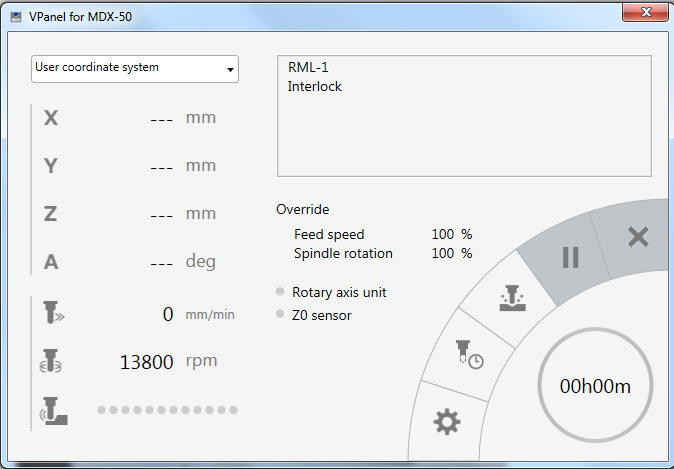 VPanel for MDX-50
User coordinate system
X --- mm
Y --- mm
Z --- mm
A --- deg
0 mm/min
13800 rpm
RML-1
Interlock
Override
Feed speed 100 %
Spindle rotation 100 %
Rotary axis unit
Z0 sensor
00h00m